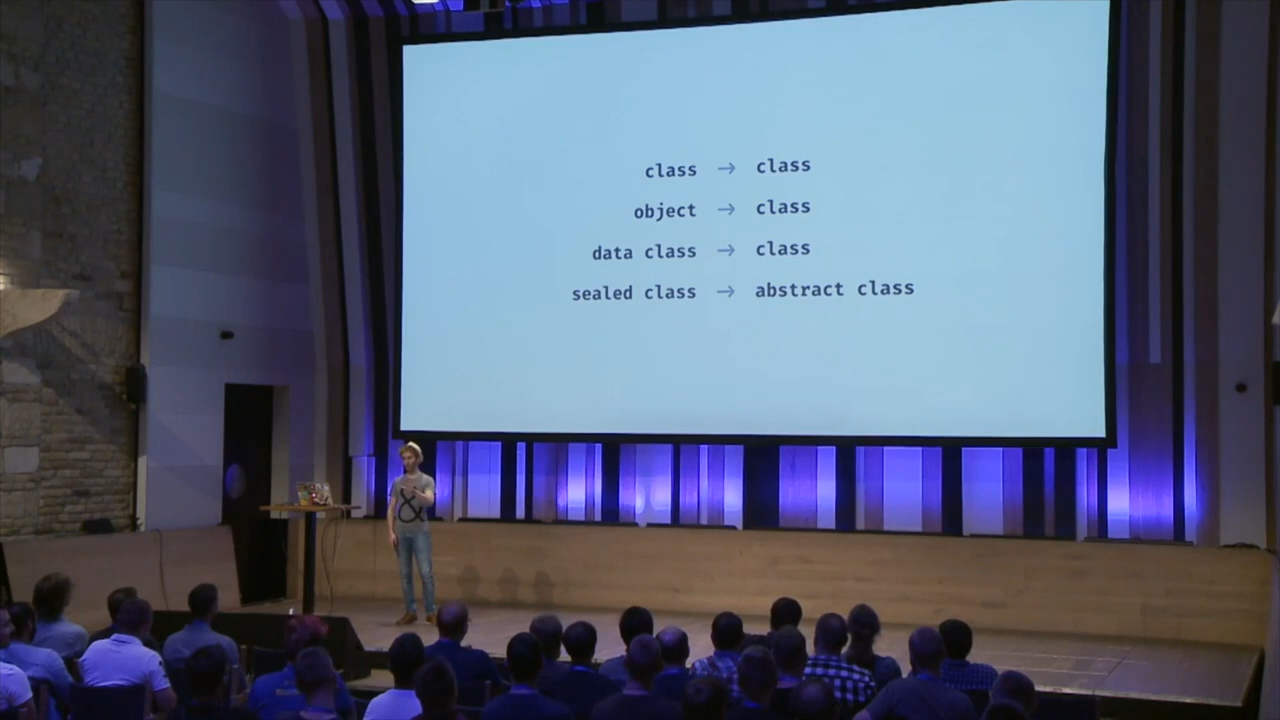 class → class
object → class
data class → class
sealed class → abstract class
&